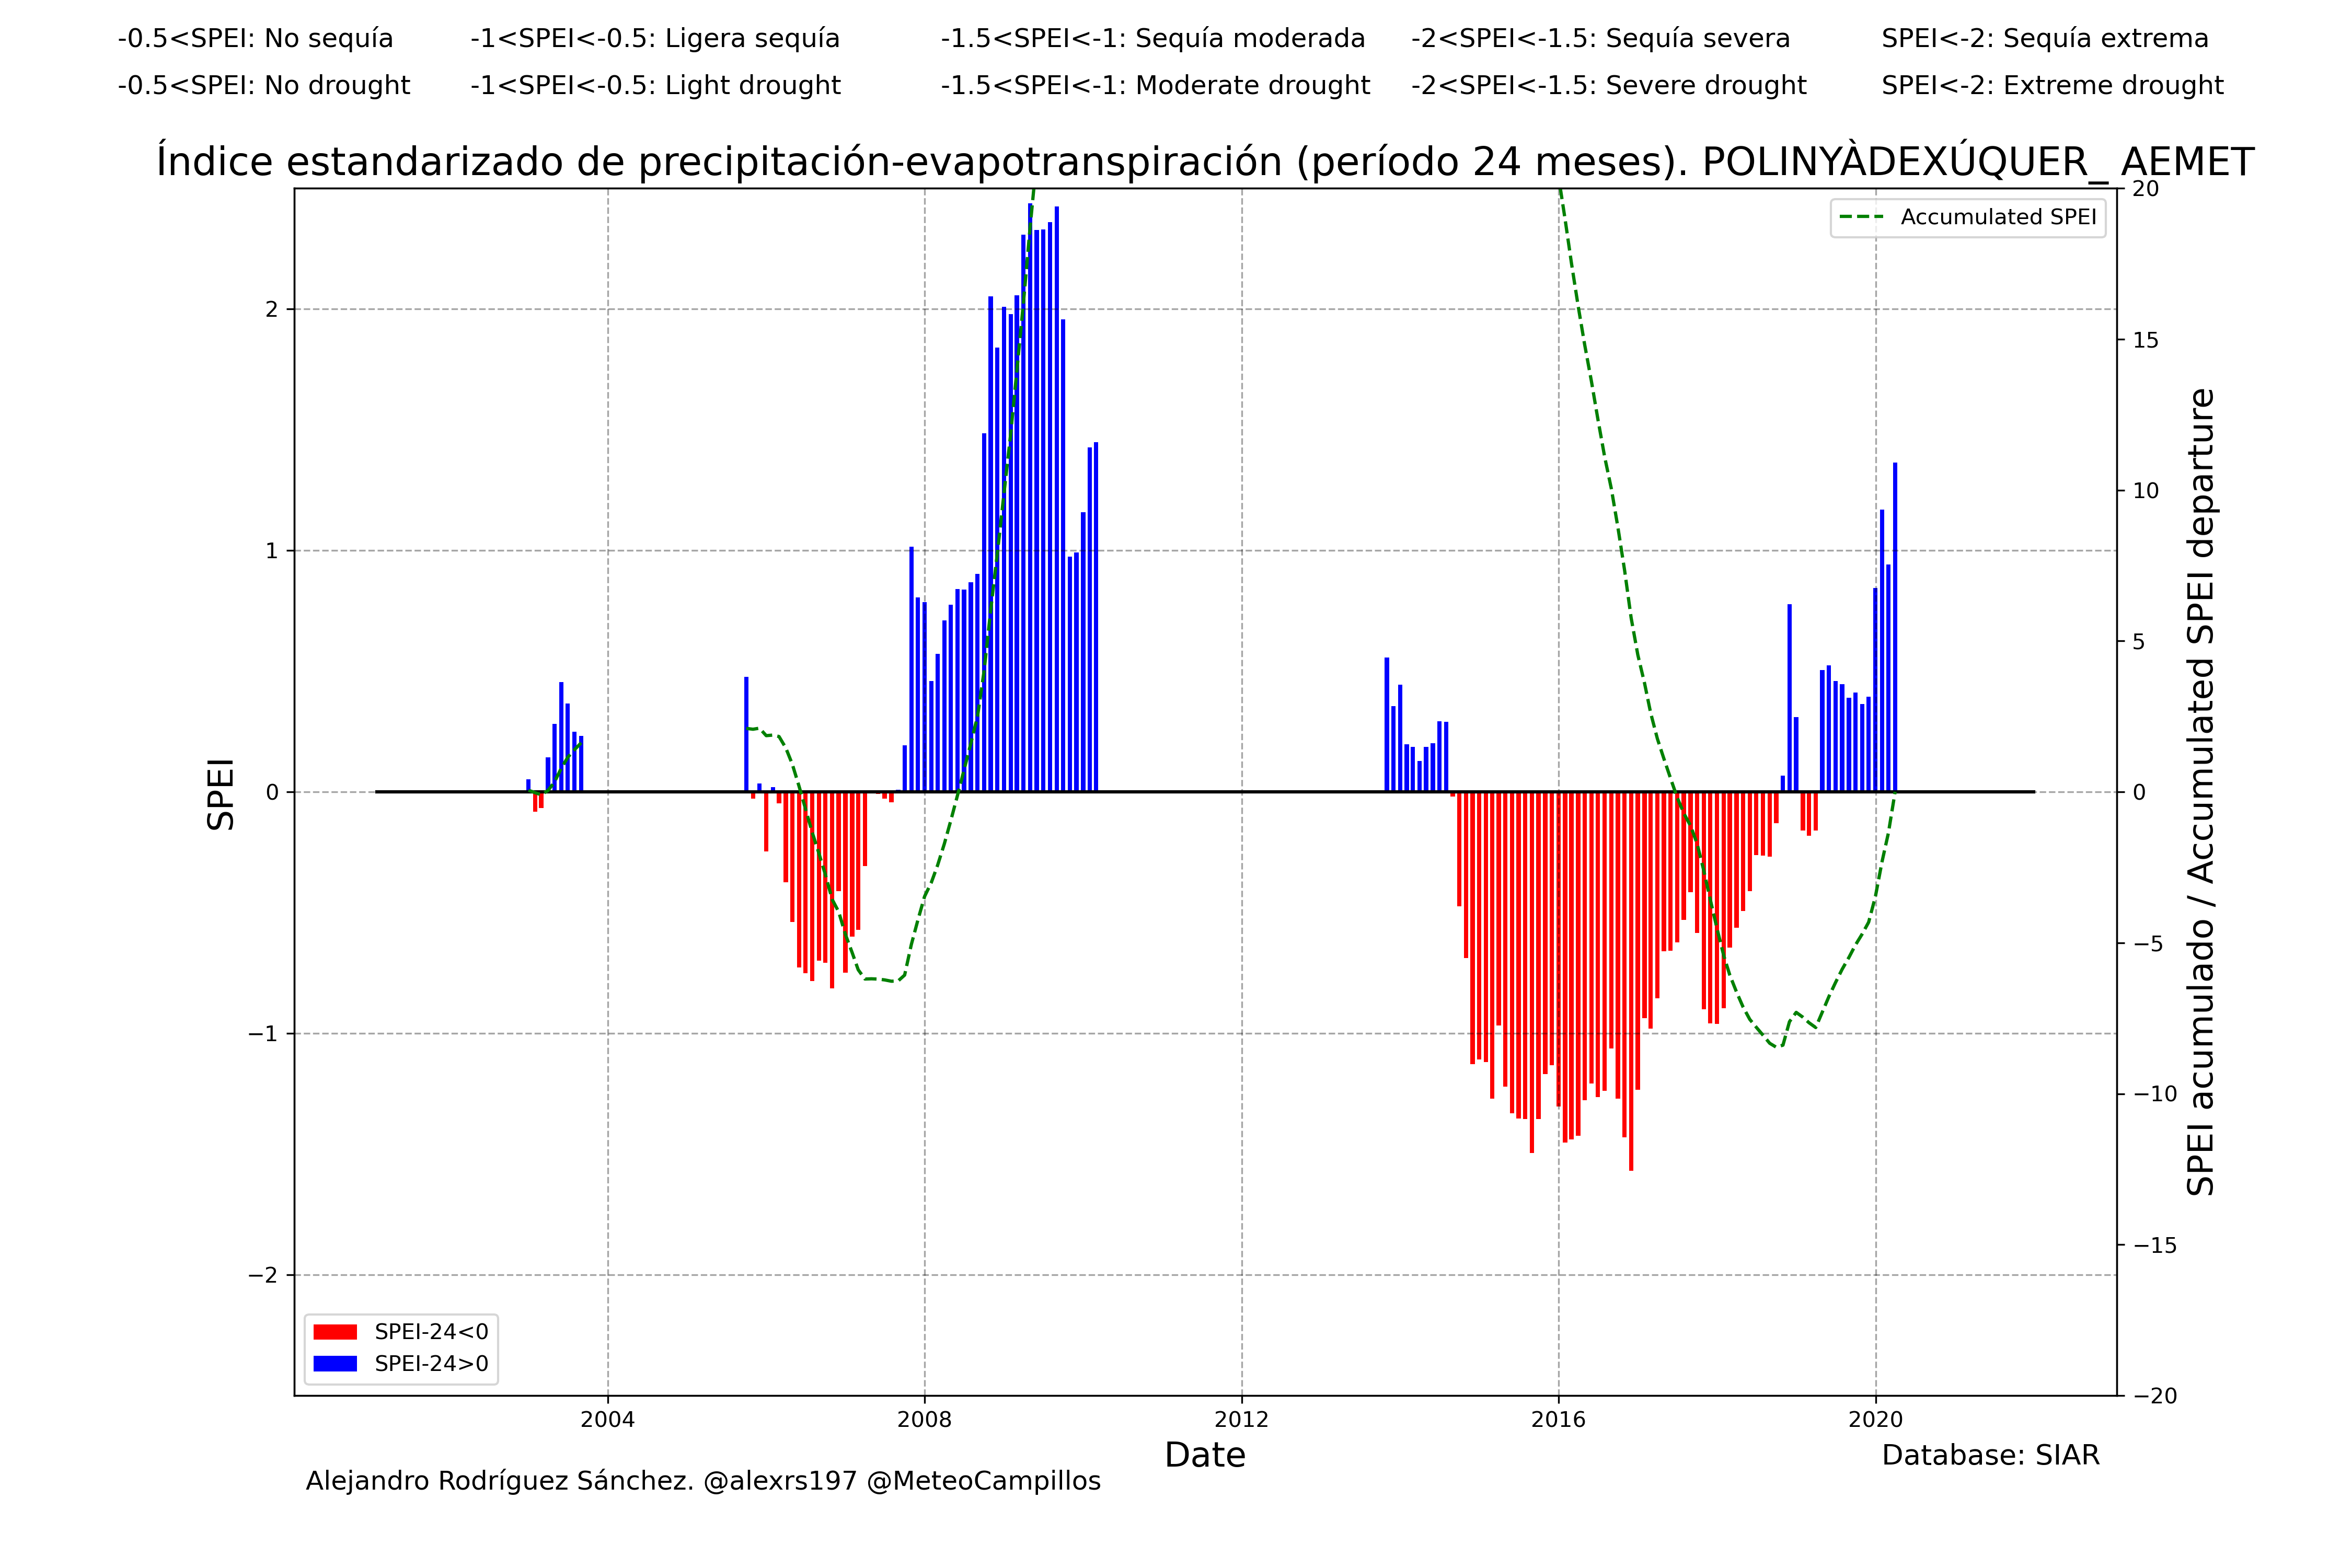 -0.5<SPEI: No sequía -1<SPEI<-0.5: Ligera sequía -1.5<SPEI<-1: Sequía moderada -2<SPEI<-1.5: Sequía severa SPEI<-2: Sequía extrema
-0.5<SPEI: No drought -1<SPEI<-0.5: Light drought -1.5<SPEI<-1: Moderate drought -2<SPEI<-1.5: Severe drought SPEI<-2: Extreme drought
Índice estandarizado de precipitación-evapotranspiración (período 24 meses). POLINYÀDEXÚQUER_ AEMET
Accumulated SPEI
SPEI
2
1
0
−1
−2
20
15
10
5
0
−5
−10
−15
−20
SPEI acumulado / Accumulated SPEI departure
SPEI-24<0
SPEI-24>0
2004 2008 2012 2016 2020
Date
Database: SIAR
Alejandro Rodríguez Sánchez. @alexrs197 @MeteoCampillos